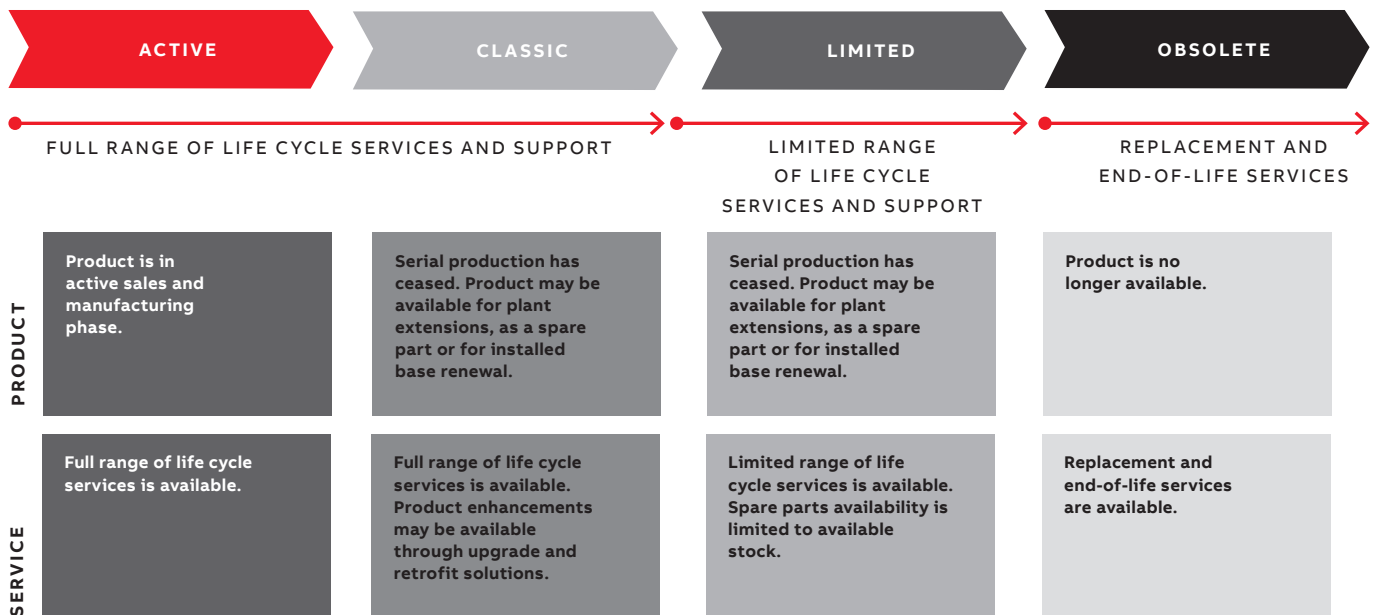 ACTIVE
CLASSIC
LIMITED
OBSOLETE
FULL RANGE OF LIFE CYCLE SERVICES AND SUPPORT
LIMITED RANGE
OF LIFE CYCLE
SERVICES AND SUPPORT
REPLACEMENT AND
END-OF-LIFE SERVICES
PRODUCT
Product is in
active sales and
manufacturing
phase.
Serial production has
ceased. Product may be
available for plant
extensions, as a spare
part or for installed
base renewal.
Serial production has
ceased. Product may be
available for plant
extensions, as a spare
part or for installed
base renewal.
Product is no
longer available.
SERVICE
Full range of life cycle
services is available.
Full range of life cycle
services is available.
Product enhancements
may be available
through upgrade and
retrofit solutions.
Limited range of life
cycle services is available.
Spare parts availability is
limited to available
stock.
Replacement and
end-of-life services
are available.